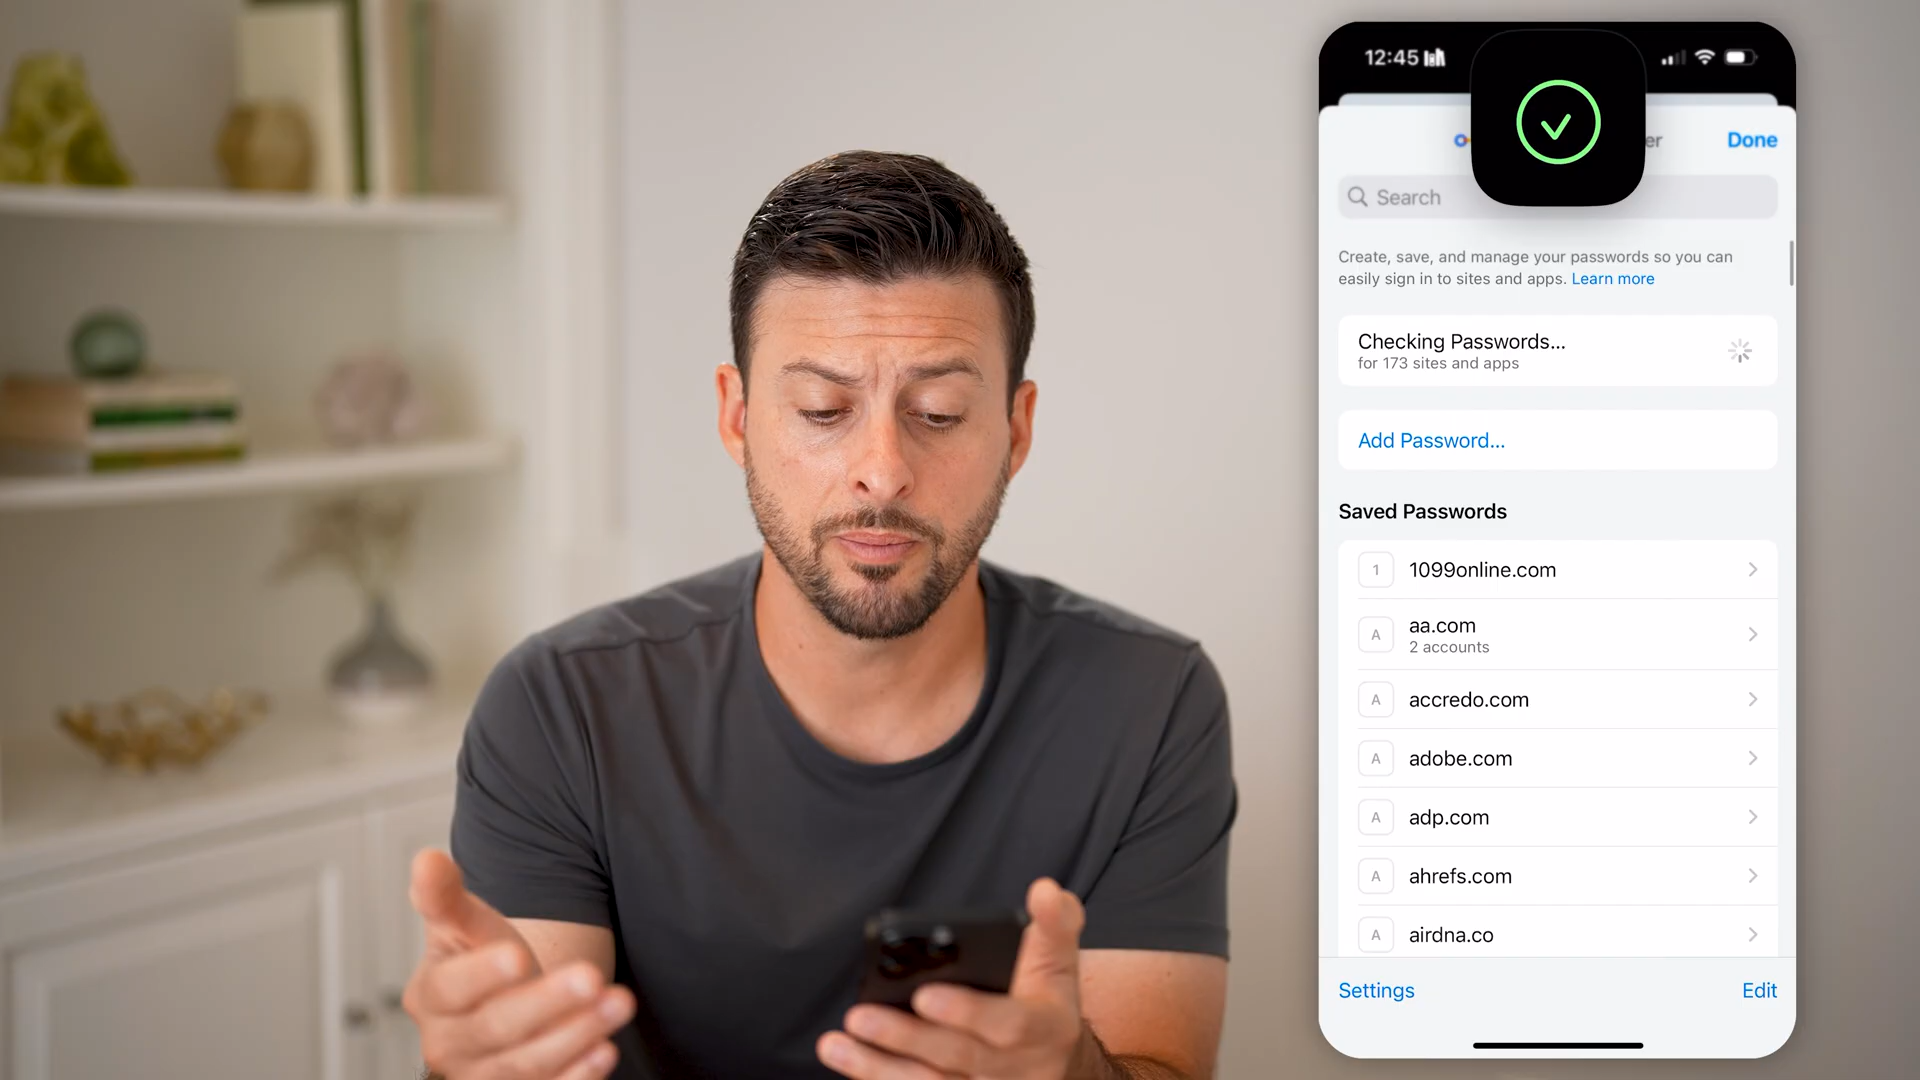 12:45
Done
Search
Create, save, and manage your passwords so you can
easily sign in to sites and apps. Learn more
Checking Passwords...
for 173 sites and apps
Add Password...
Saved Passwords
1 1099online.com
A aa.com
2 accounts
A accredo.com
A adobe.com
A adp.com
A ahrefs.com
A airdna.co
Settings
Edit